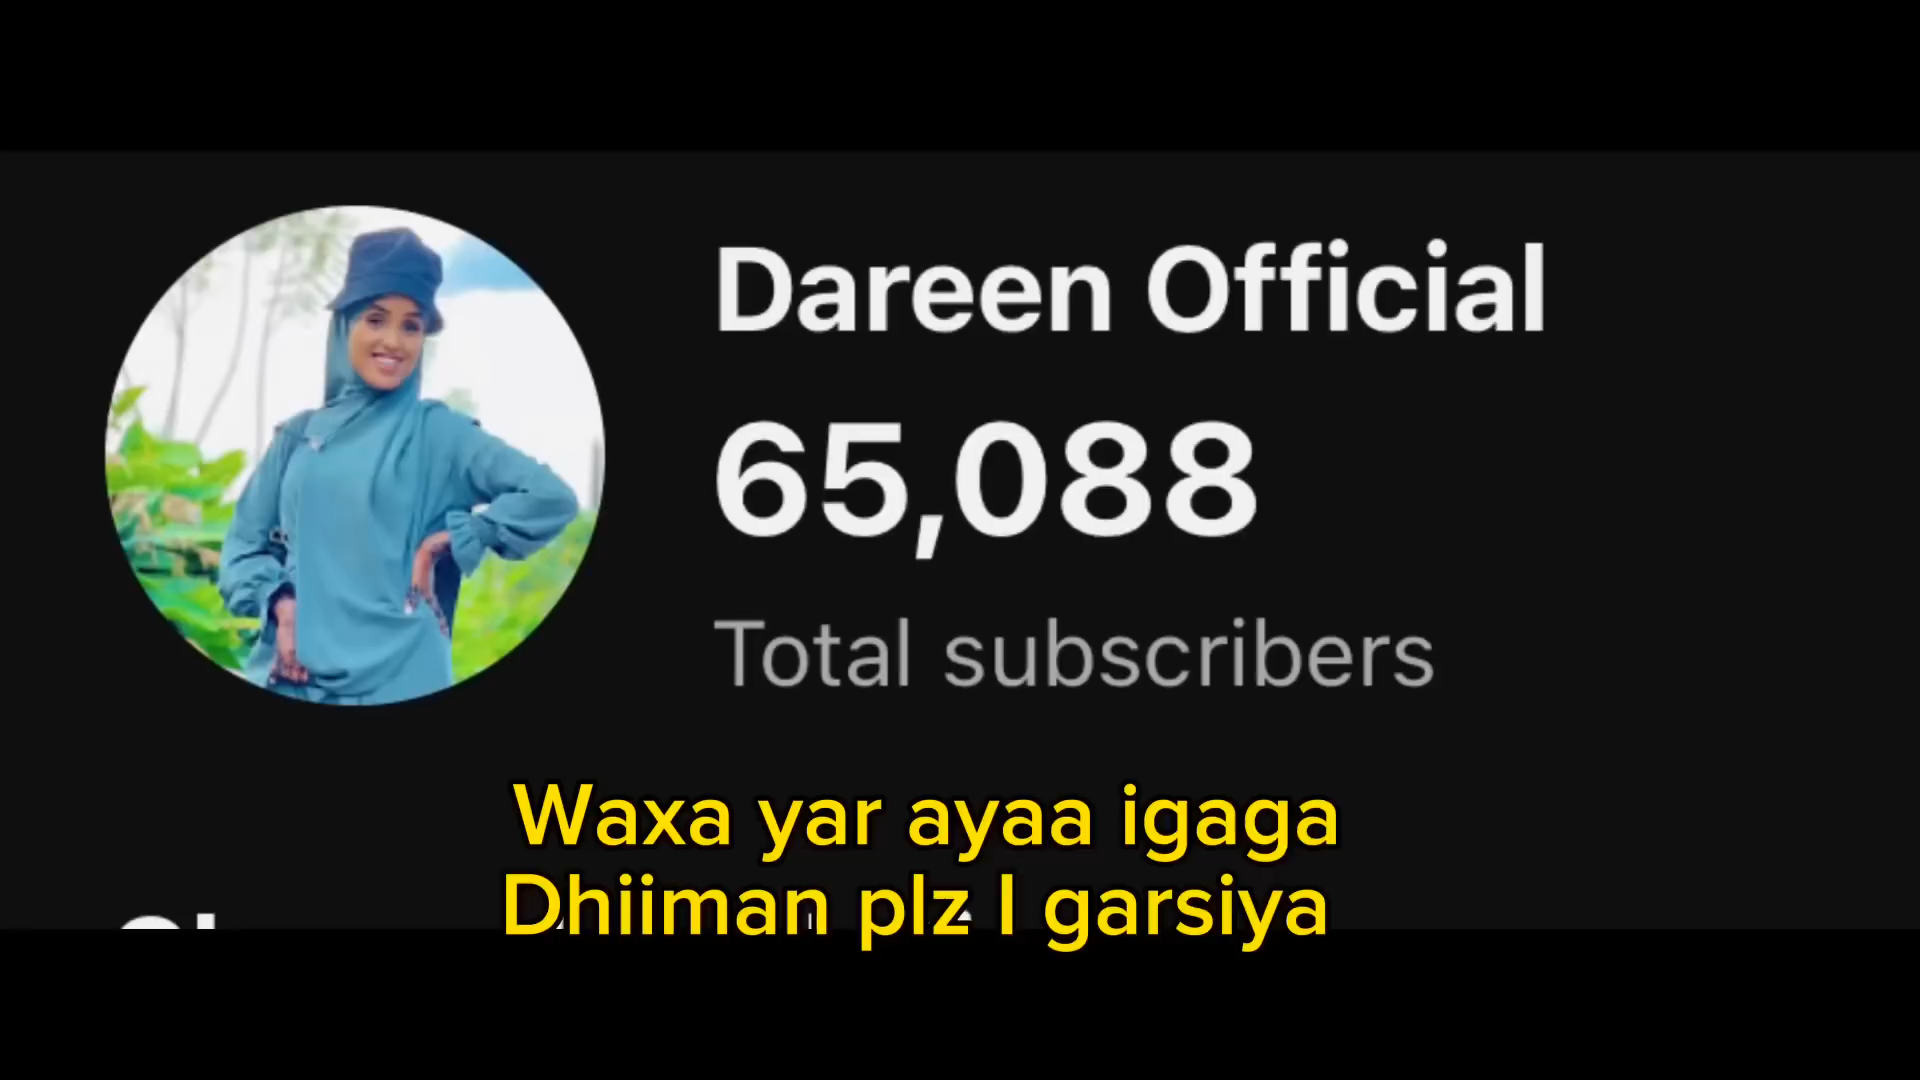 Dareen Official
65,088
Total subscribers
Waxa yar ayaa igaga
Dhiiman plz I garsiya